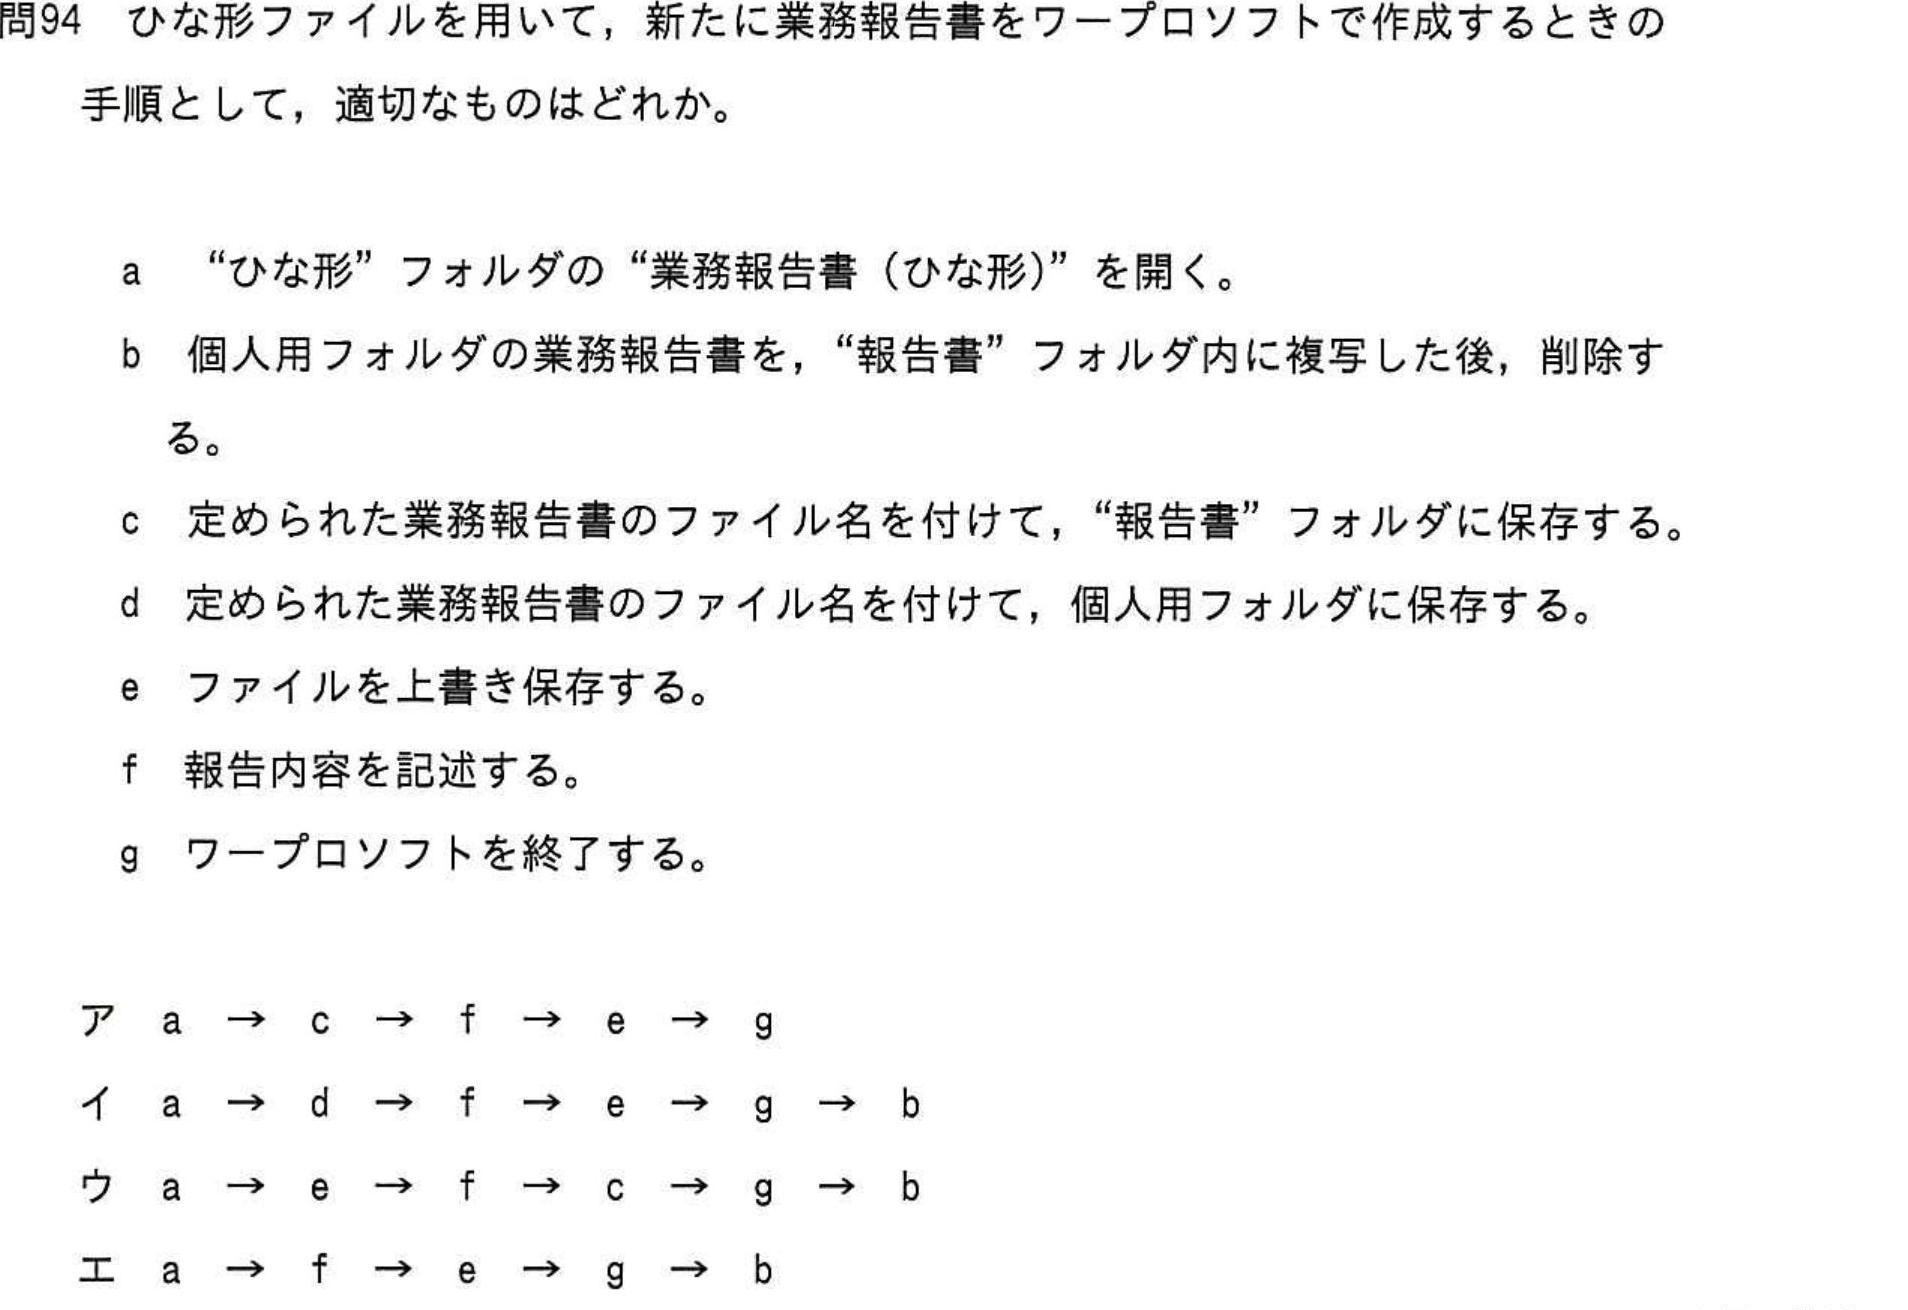 問94　ひな形ファイルを用いて，新たに業務報告書をワープロソフトで作成するときの
手順として，適切なものはどれか。
a　“ひな形”フォルダの“業務報告書（ひな形）”を開く。
b　個人用フォルダの業務報告書を，“報告書”フォルダ内に複写した後，削除す
る。
c　定められた業務報告書のファイル名を付けて，“報告書”フォルダに保存する。
d　定められた業務報告書のファイル名を付けて，個人用フォルダに保存する。
e　ファイルを上書き保存する。
f　報告内容を記述する。
g　ワープロソフトを終了する。
ア　a　→　c　→　f　→　e　→　g
イ　a　→　d　→　f　→　e　→　g　→　b
ウ　a　→　e　→　f　→　c　→　g　→　b
エ　a　→　f　→　e　→　g　→　b